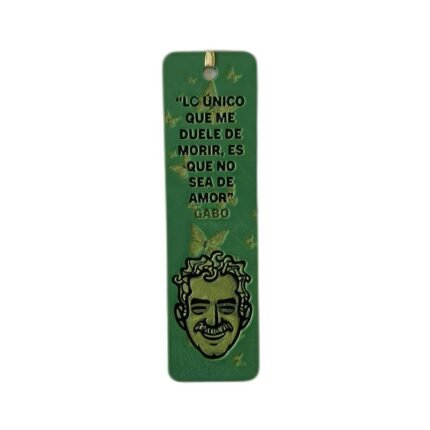 "LO ÚNICO
QUE ME
DUELE DE
MORIR, ES
QUE NO
SEA DE
AMOR"
GABO